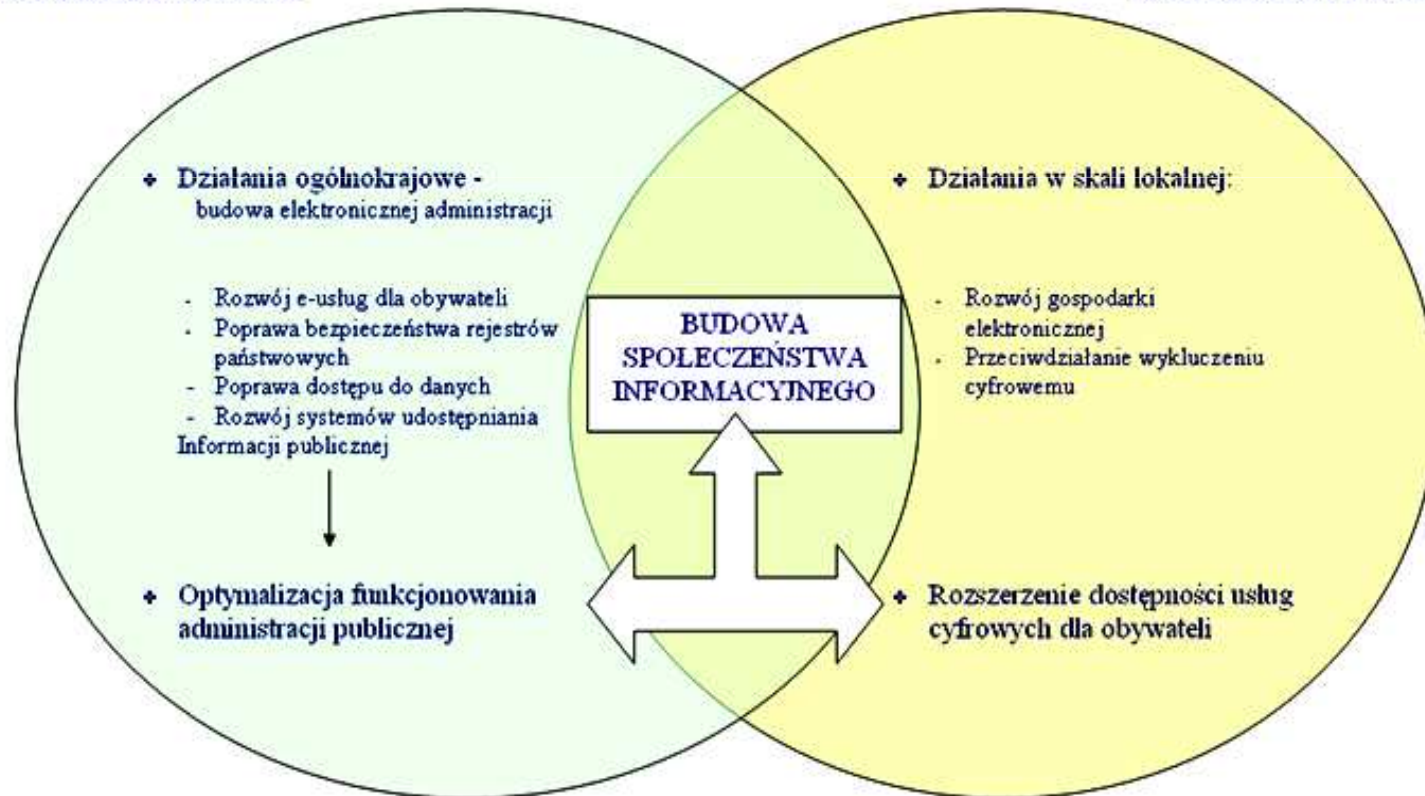 ❖ Działania ogólnokrajowe -
budowa elektronicznej administracji
- Rozwój e-usług dla obywateli
- Poprawa bezpieczeństwa rejestrów
państwowych
- Poprawa dostępu do danych
- Rozwój systemów udostępniania
Informacji publicznej
❖ Optymalizacja funkcjonowania
administracji publicznej
BUDOWA
SPOŁECZEŃSTWA
INFORMACYJNEGO
❖ Działania w skali lokalnej:
- Rozwój gospodarki
elektronicznej
- Przeciwdziałanie wykluczeniu
cyfrowemu
❖ Rozszerzenie dostępności usług
cyfrowych dla obywateli